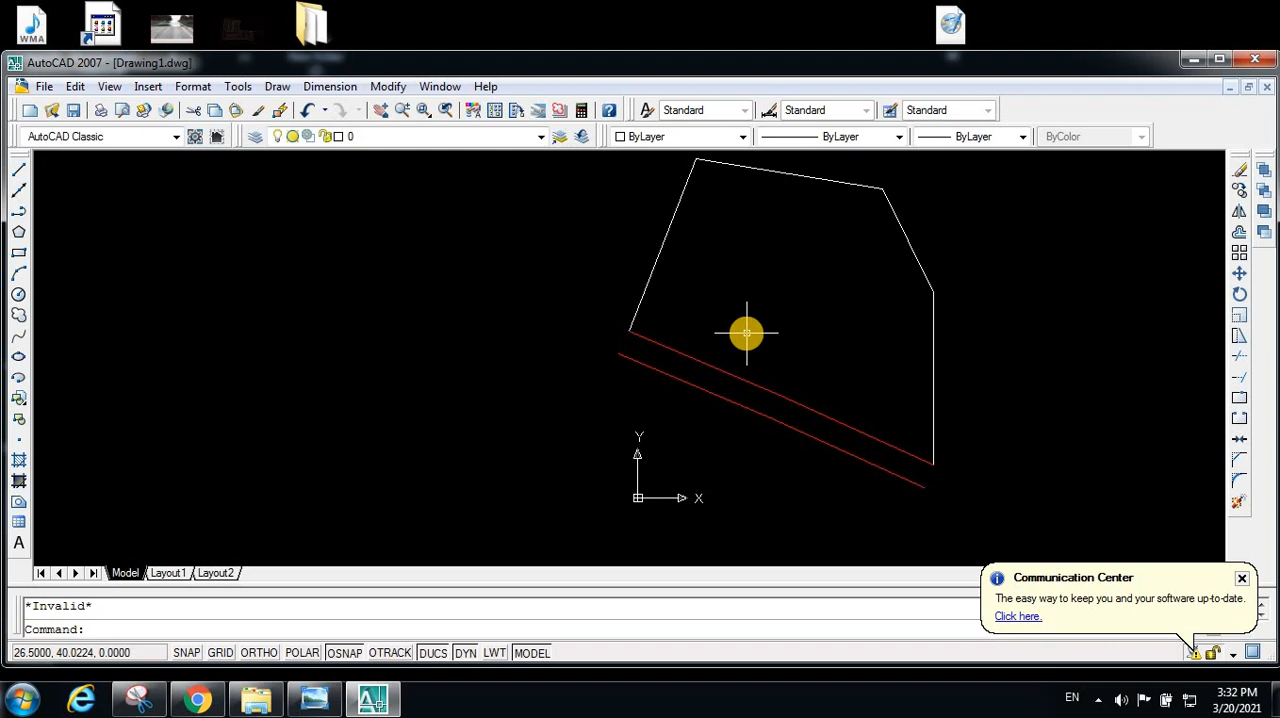 WMA
AutoCAD 2007 - [Drawing1.dwg]
File Edit View Insert Format Tools Draw Dimension Modify Window Help
Standard Standard Standard
AutoCAD Classic 0 ByLayer ByLayer ByLayer ByColor
Y
X
Model Layout1 Layout2
Communication Center
The easy way to keep you and your software up-to-date.
Click here.
*Invalid*
Command:
26.5000, 40.0224, 0.0000 SNAP GRID ORTHO POLAR OSNAP OTRACK DUCS DYN LWT MODEL
EN
3:32 PM
3/20/2021
A